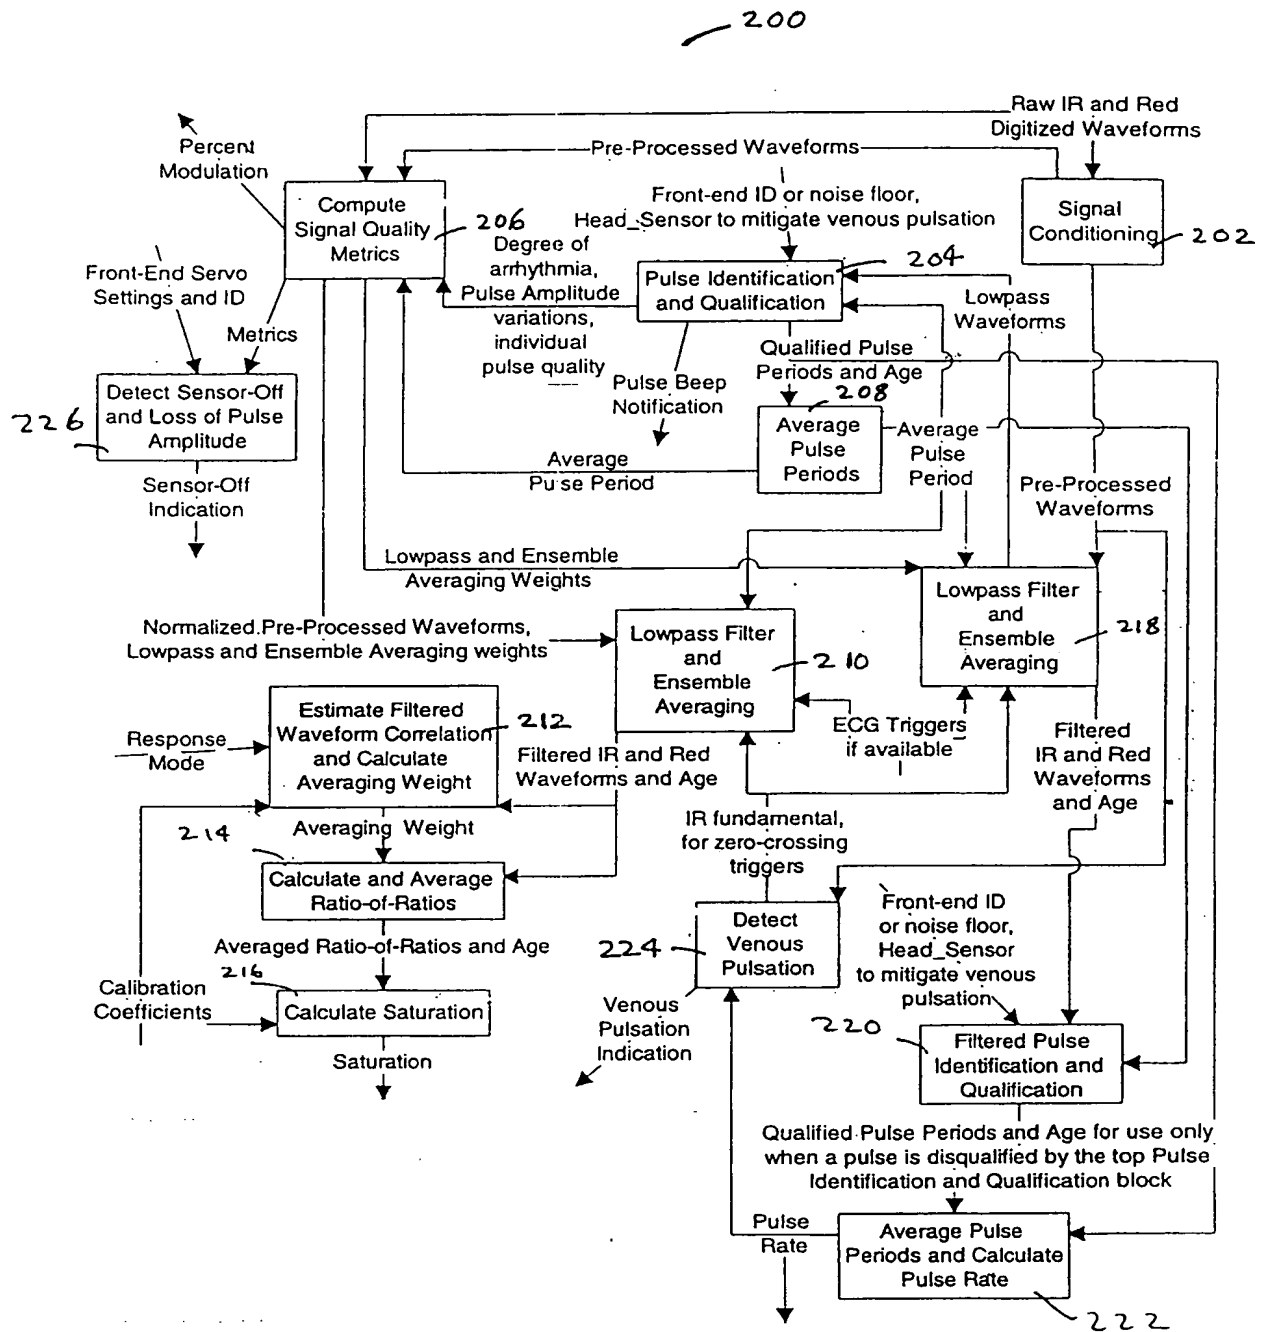 200
Raw IR and Red
Digitized Waveforms
Percent
Modulation
Pre-Processed Waveforms
Compute
Signal Quality
Metrics
206
Front-end ID or noise floor,
Head_Sensor to mitigate venous pulsation
Signal
Conditioning
202
Degree of
arrhythmia,
Pulse Amplitude
variations,
individual
pulse quality
Pulse Identification
and Qualification
204
Lowpass
Waveforms
Front-End Servo
Settings and ID
Metrics
Qualified Pulse
Periods and Age
Pulse Beep
Notification
Detect Sensor-Off
and Loss of Pulse
Amplitude
226
208
Average
Pulse
Periods
Average
Pulse
Period
Average
Pulse Period
Sensor-Off
Indication
Pre-Processed
Waveforms
Lowpass and Ensemble
Averaging Weights
Lowpass Filter
and
Ensemble
Averaging
218
Normalized Pre-Processed Waveforms,
Lowpass and Ensemble Averaging weights
Lowpass Filter
and
Ensemble
Averaging
210
Estimate Filtered
Waveform Correlation
and Calculate
Averaging Weight
212
Response
Mode
Filtered IR and Red
Waveforms and Age
ECG Triggers
if available
Filtered
IR and Red
Waveforms
and Age
Averaging Weight
214
IR fundamental,
for zero-crossing
triggers
Calculate and Average
Ratio-of-Ratios
Front-end ID
or noise floor,
Head_Sensor
to mitigate venous
pulsation
Detect
Venous
Pulsation
224
Averaged Ratio-of-Ratios and Age
216
Calibration
Coefficients
Calculate Saturation
Venous
Pulsation
Indication
Saturation
220
Filtered Pulse
Identification and
Qualification
Qualified Pulse Periods and Age for use only
when a pulse is disqualified by the top Pulse
Identification and Qualification block
Pulse
Rate
Average Pulse
Periods and Calculate
Pulse Rate
222